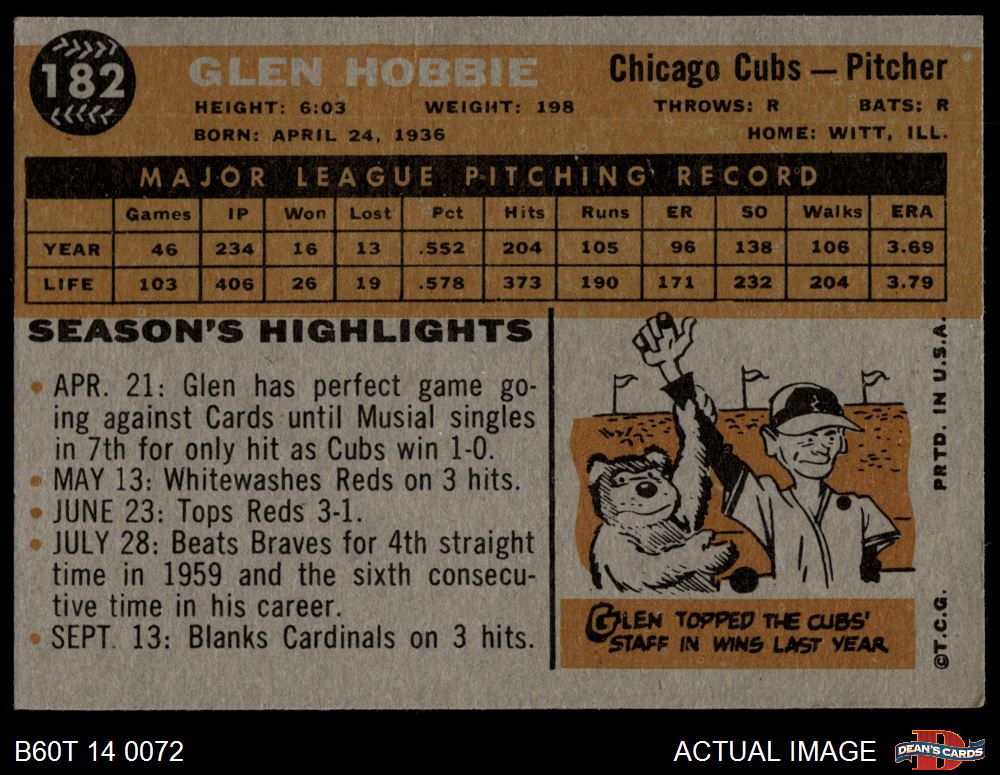 182
GLEN HOBBIE
Chicago Cubs — Pitcher
HEIGHT: 6:03 WEIGHT: 198 THROWS: R BATS: R
BORN: APRIL 24, 1936 HOME: WITT, ILL.
MAJOR LEAGUE PITCHING RECORD
Games IP Won Lost Pct Hits Runs ER SO Walks ERA
YEAR 46 234 16 13 .552 204 105 96 138 106 3.69
LIFE 103 406 26 19 .578 373 190 171 232 204 3.79
SEASON'S HIGHLIGHTS
• APR. 21: Glen has perfect game go-
ing against Cards until Musial singles
in 7th for only hit as Cubs win 1-0.
• MAY 13: Whitewashes Reds on 3 hits.
• JUNE 23: Tops Reds 3-1.
• JULY 28: Beats Braves for 4th straight
time in 1959 and the sixth consecu-
tive time in his career.
• SEPT. 13: Blanks Cardinals on 3 hits.
GLEN TOPPED THE CUBS'
STAFF IN WINS LAST YEAR
©T.C.G. PRTD. IN U.S.A.
B60T 14 0072
ACTUAL IMAGE
D
DEAN'S CARDS